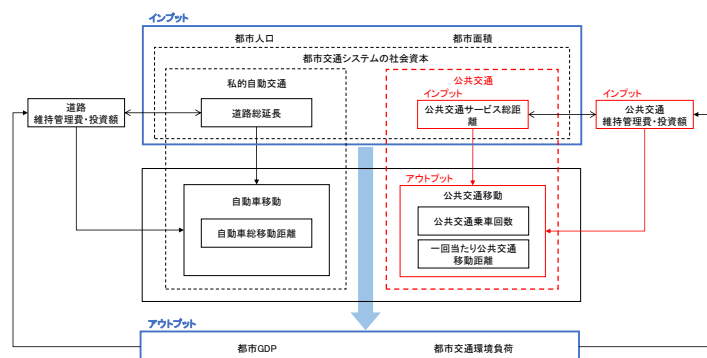 インプット
都市人口
都市面積
都市交通システムの社会資本
私的自動交通
公共交通
インプット
インプット
道路
維持管理費・投資額
道路総延長
公共交通サービス総距
離
公共交通
維持管理費・投資額
アウトプット
自動車移動
公共交通移動
自動車総移動距離
公共交通乗車回数
一回当たり公共交通
移動距離
アウトプット
都市GDP
都市交通環境負荷